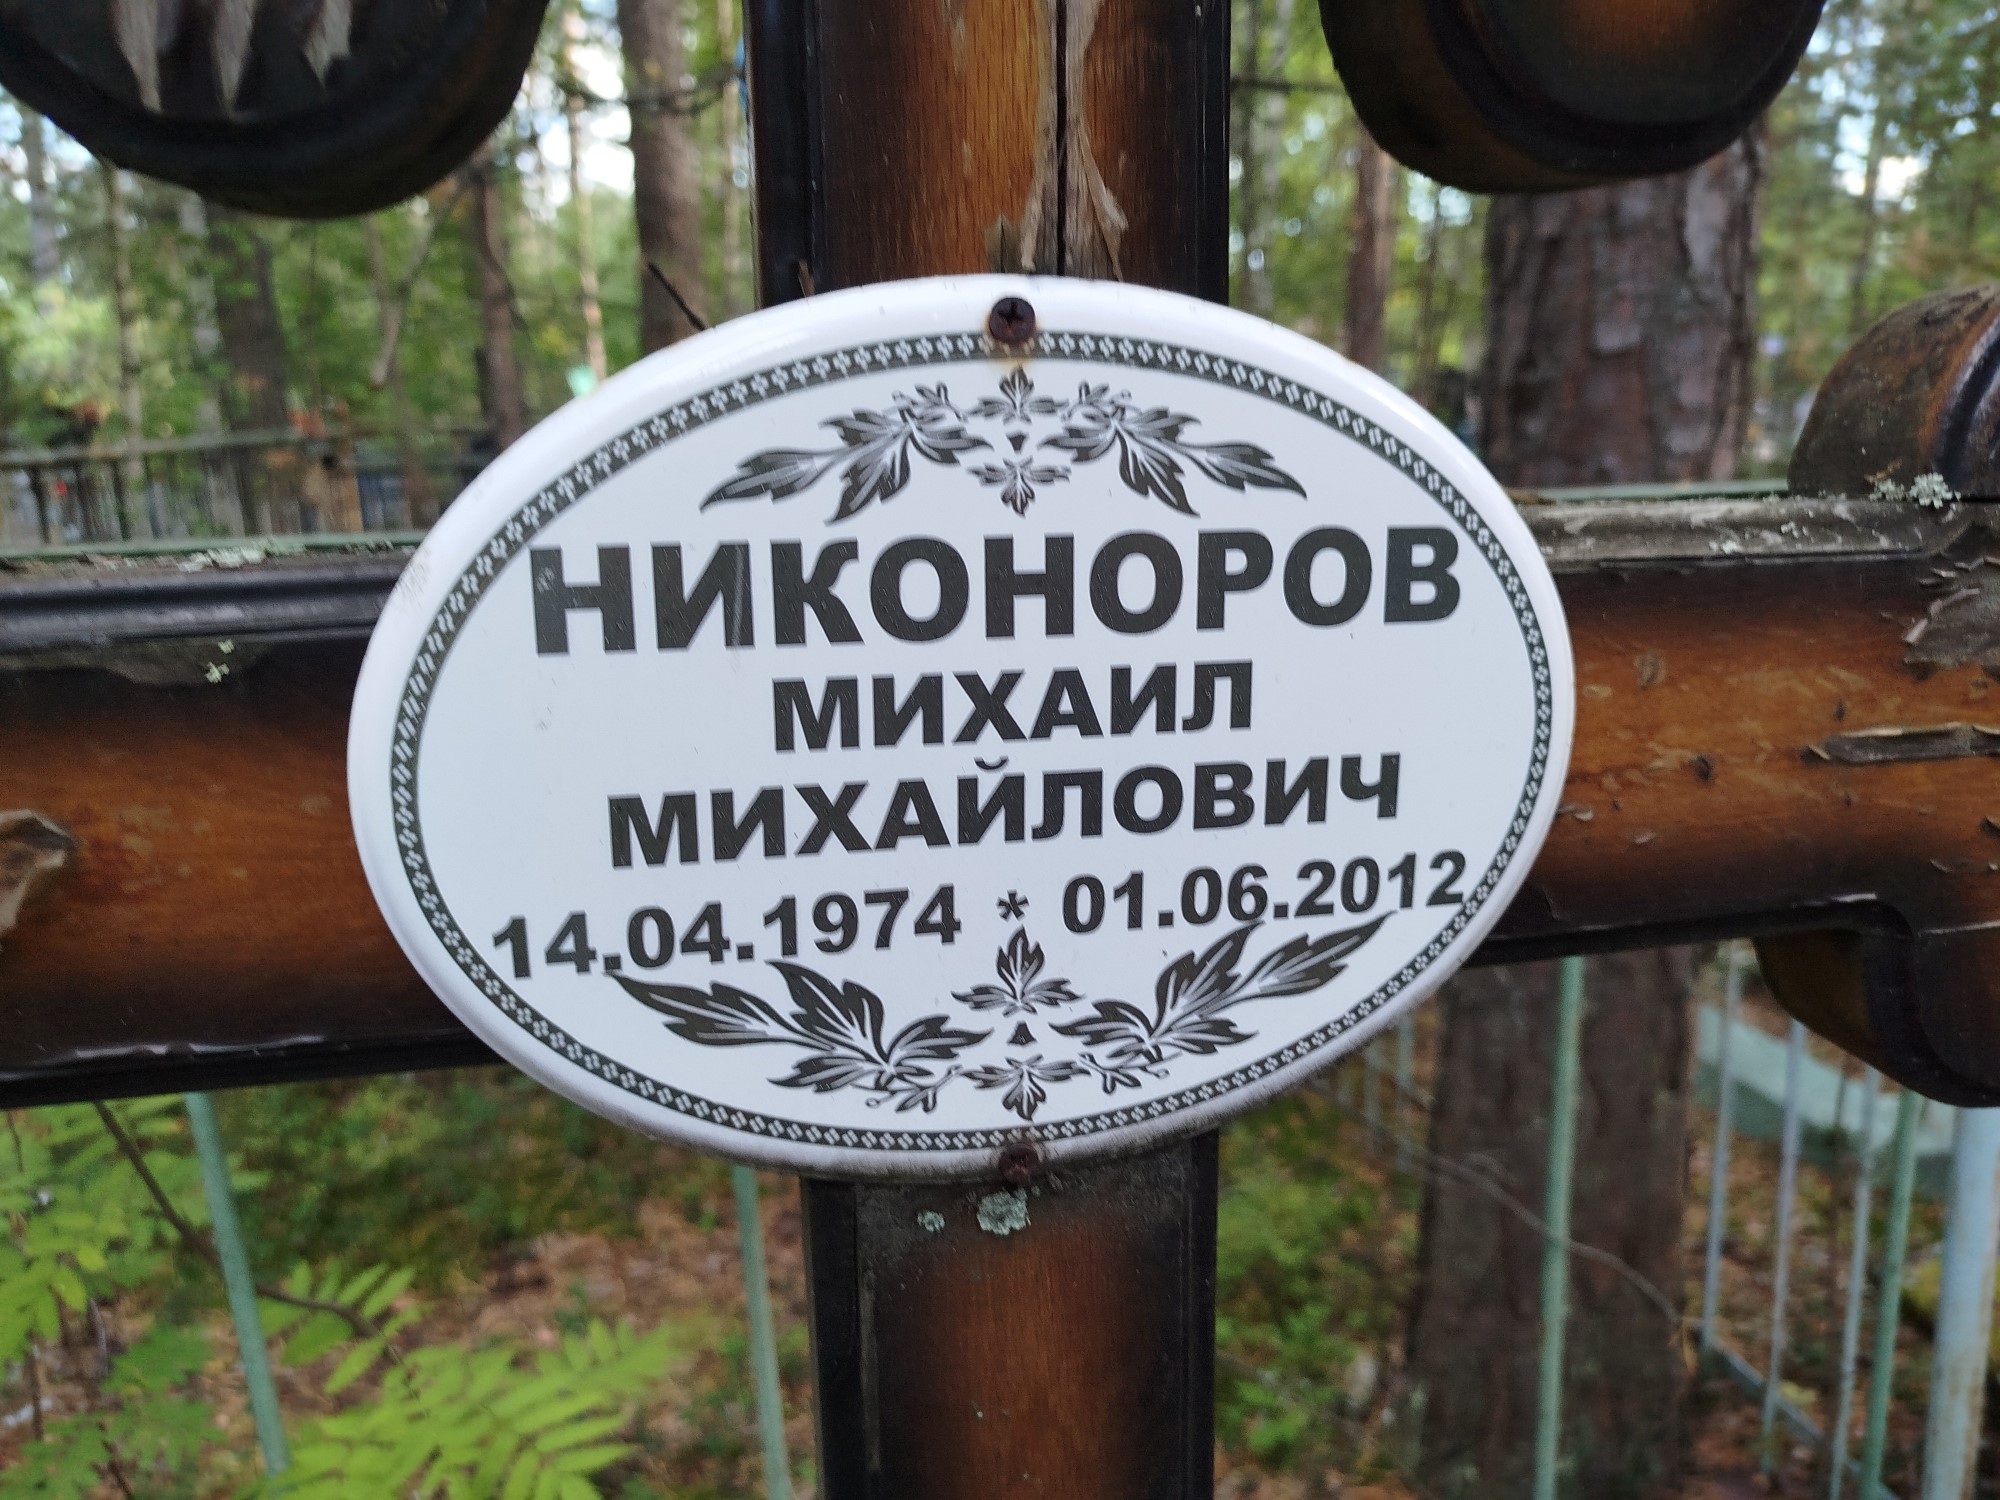 НИКОНОРОВ
МИХАИЛ
МИХАЙЛОВИЧ
14.04.1974 * 01.06.2012